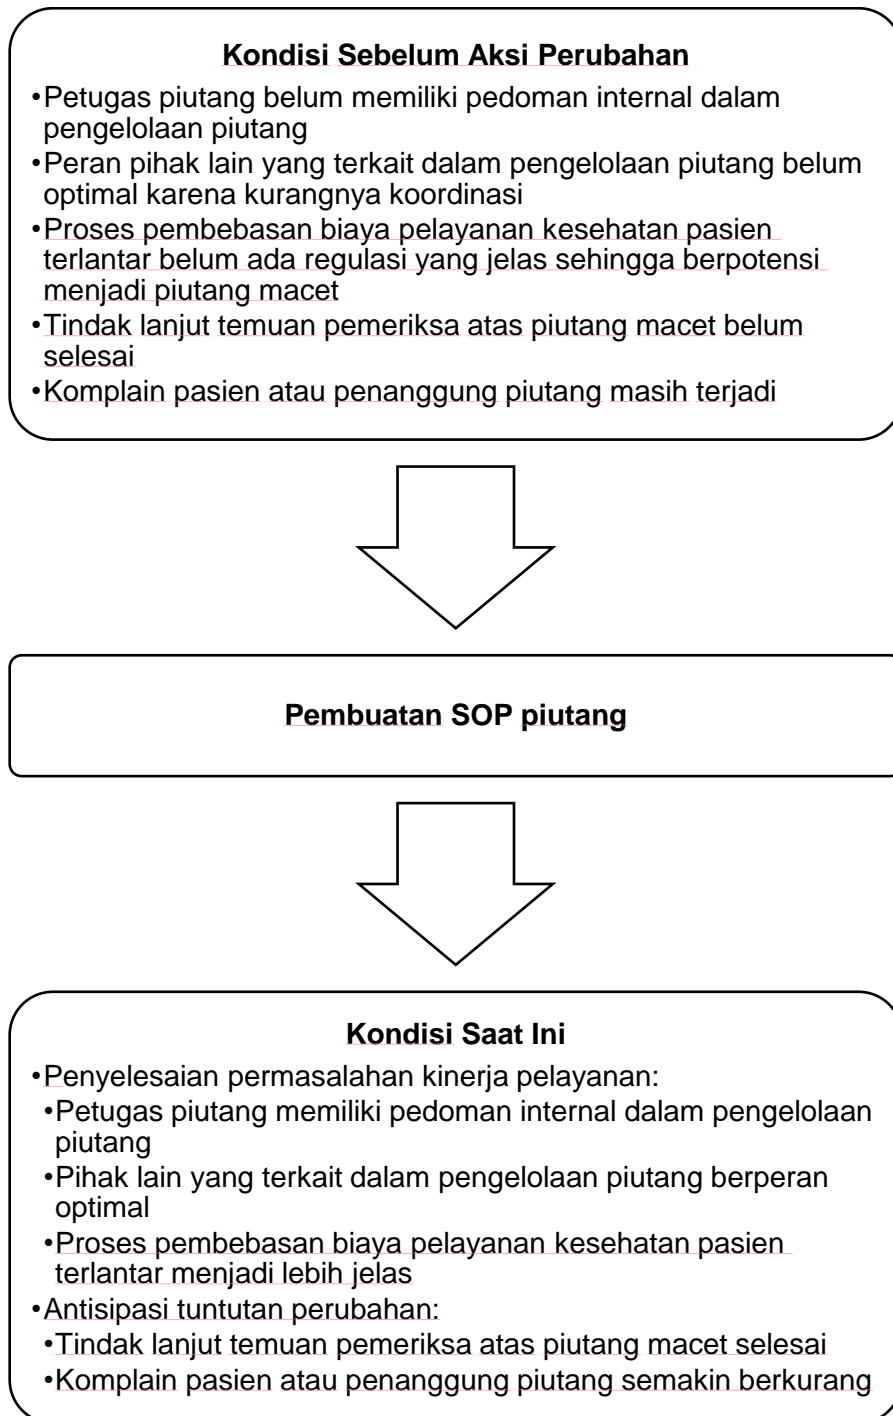 Kondisi Sebelum Aksi Perubahan
•Petugas piutang belum memiliki pedoman internal dalam
pengelolaan piutang
•Peran pihak lain yang terkait dalam pengelolaan piutang belum
optimal karena kurangnya koordinasi
•Proses pembebasan biaya pelayanan kesehatan pasien
terlantar belum ada regulasi yang jelas sehingga berpotensi
menjadi piutang macet
•Tindak lanjut temuan pemeriksa atas piutang macet belum
selesai
•Komplain pasien atau penanggung piutang masih terjadi
Pembuatan SOP piutang
Kondisi Saat Ini
•Penyelesaian permasalahan kinerja pelayanan:
•Petugas piutang memiliki pedoman internal dalam pengelolaan
piutang
•Pihak lain yang terkait dalam pengelolaan piutang berperan
optimal
•Proses pembebasan biaya pelayanan kesehatan pasien
terlantar menjadi lebih jelas
•Antisipasi tuntutan perubahan:
•Tindak lanjut temuan pemeriksa atas piutang macet selesai
•Komplain pasien atau penanggung piutang semakin berkurang